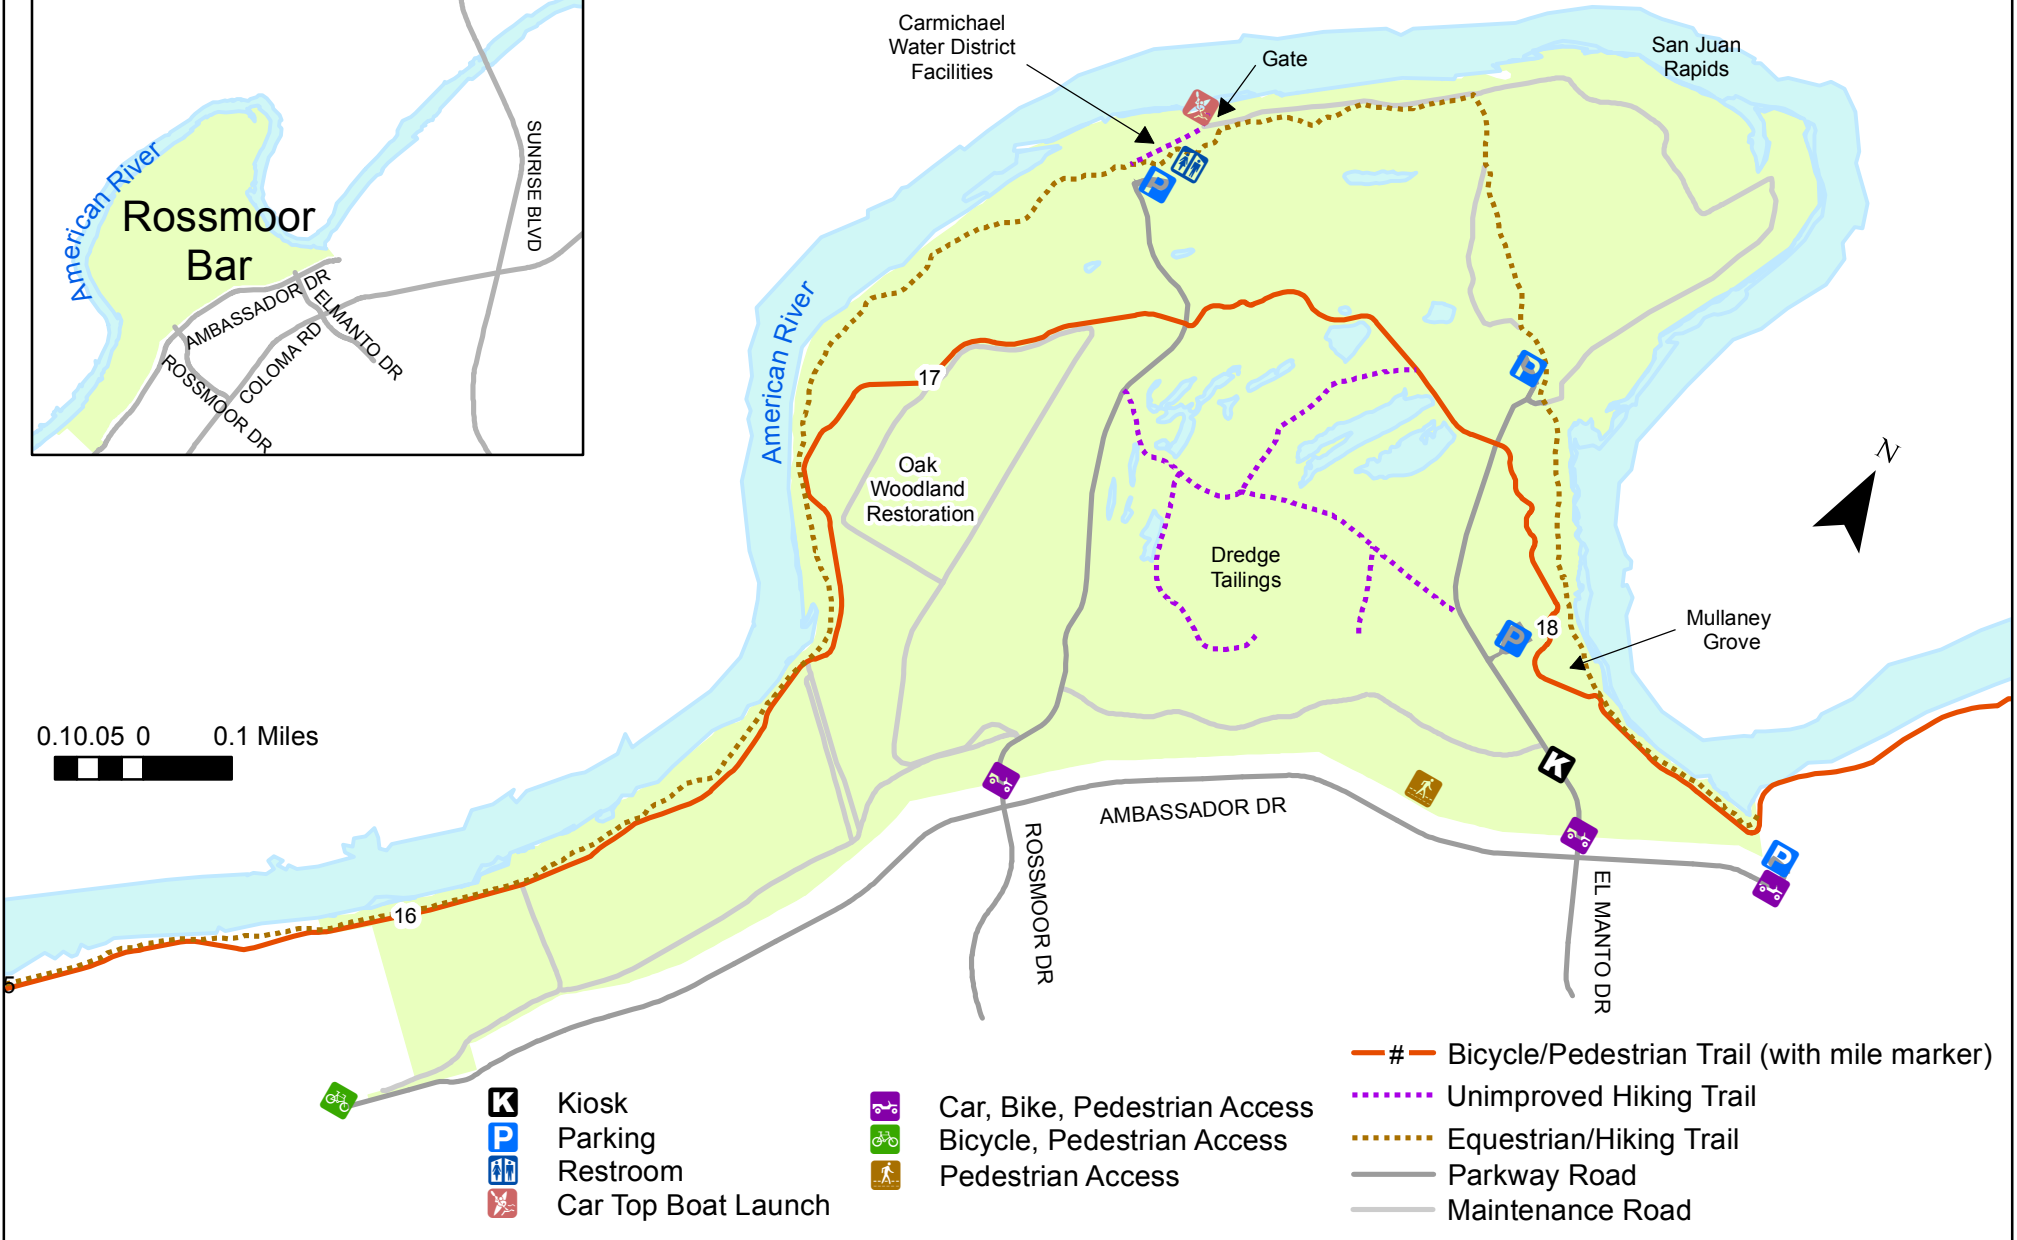 American River
Rossmoor
Bar
SUNRISE BLVD
AMBASSADOR DR
ELMANTO DR
COLOMA RD
ROSSMOOR DR
Carmichael
Water District
Facilities
Gate
San Juan
Rapids
American River
17
Oak
Woodland
Restoration
Dredge
Tailings
N
18
Mullaney
Grove
0.10.05 0 0.1 Miles
AMBASSADOR DR
ROSSMOOR DR
EL MANTO DR
16
5
P
P
P
K
P
K Kiosk
P Parking
Restroom
Car Top Boat Launch
Car, Bike, Pedestrian Access
Bicycle, Pedestrian Access
Pedestrian Access
# Bicycle/Pedestrian Trail (with mile marker)
Unimproved Hiking Trail
Equestrian/Hiking Trail
Parkway Road
Maintenance Road